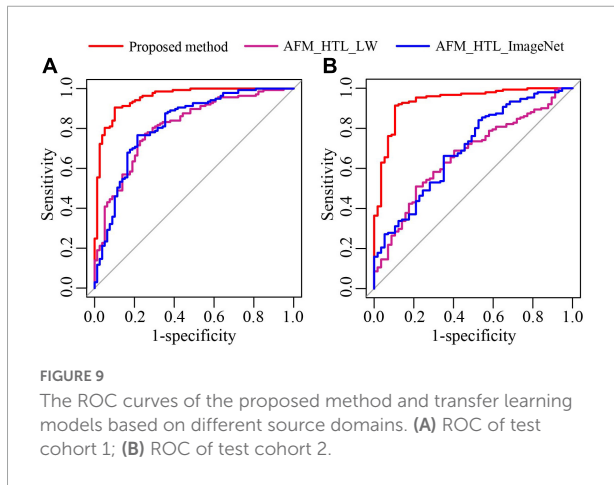 Proposed method AFM_HTL_LW AFM_HTL_ImageNet
A B
Sensitivity
1.0
0.8
0.6
0.4
0.2
0.0
0.0 0.2 0.4 0.6 0.8 1.0
1-specificity
Sensitivity
1.0
0.8
0.6
0.4
0.2
0.0
0.0 0.2 0.4 0.6 0.8 1.0
1-specificity
FIGURE 9
The ROC curves of the proposed method and transfer learning
models based on different source domains. (A) ROC of test
cohort 1; (B) ROC of test cohort 2.